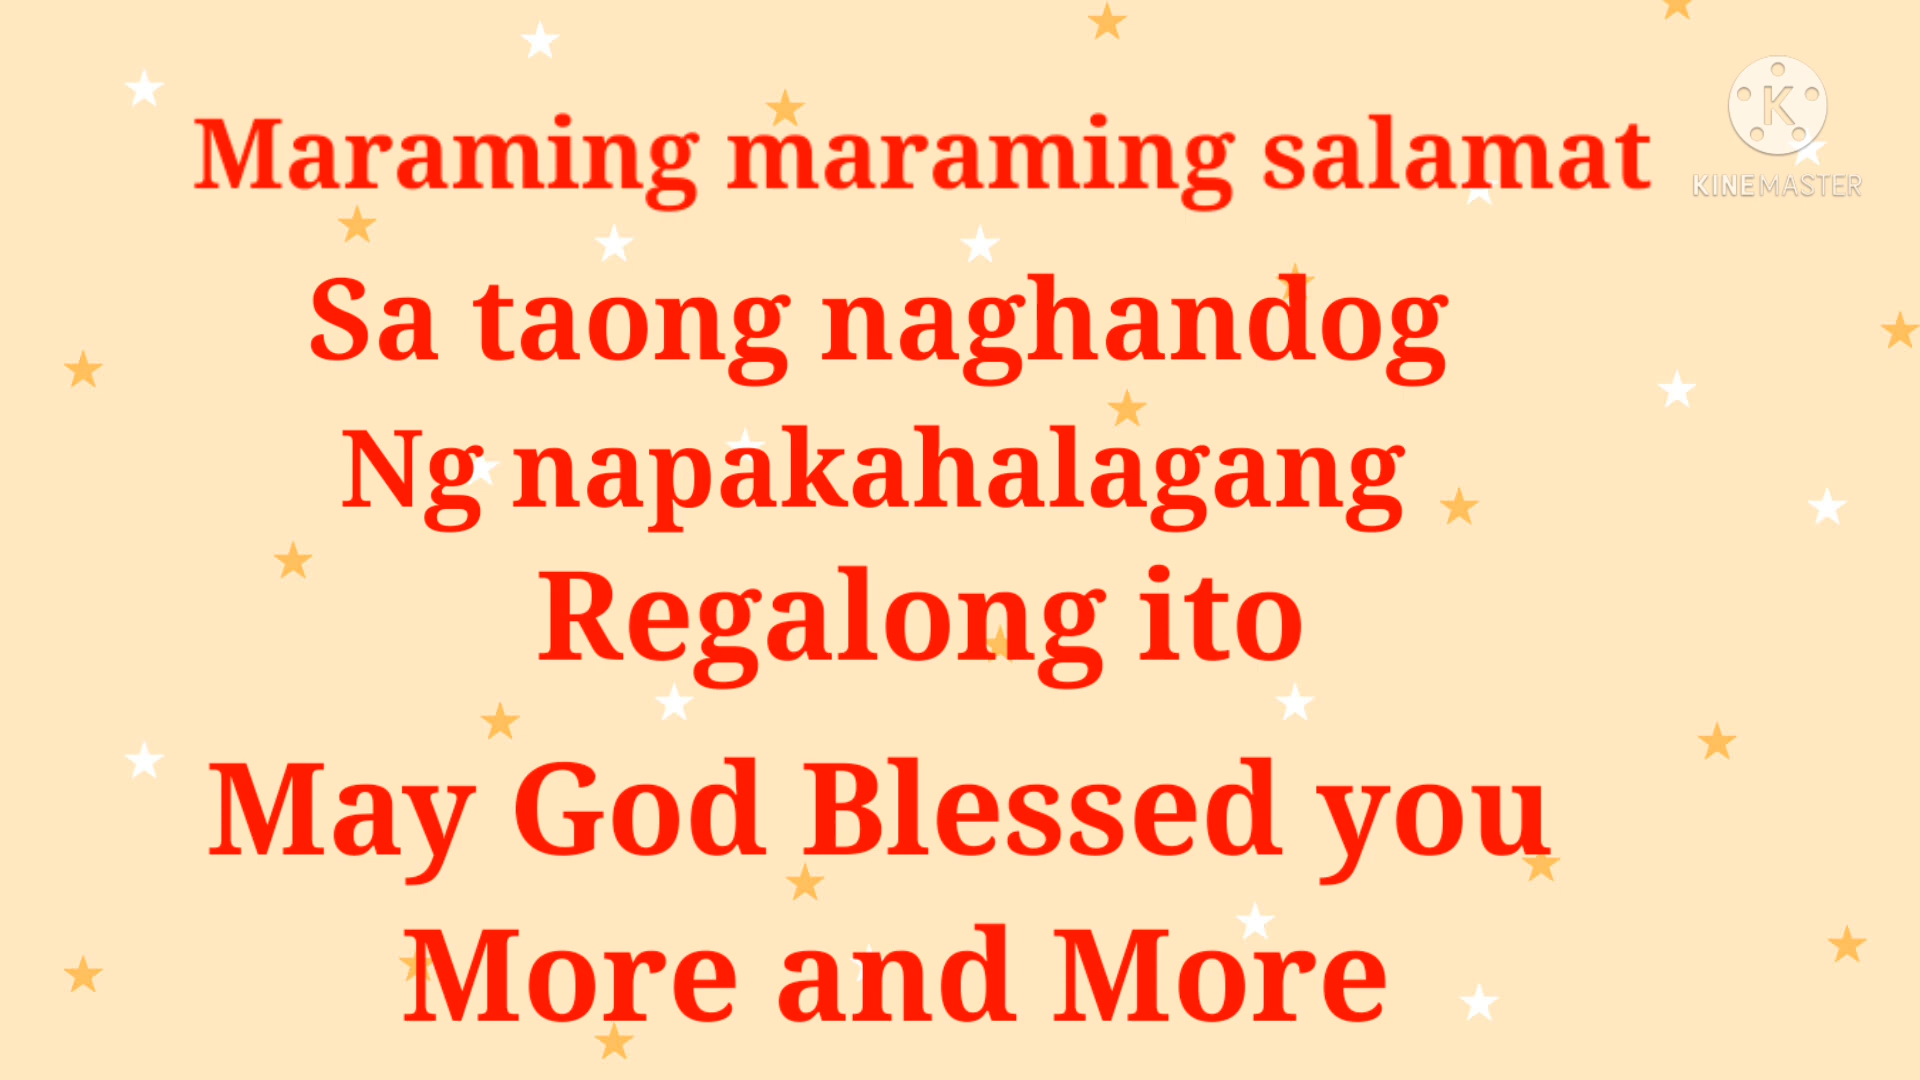 Maraming maraming salamat
KINEMASTER
Sa taong naghandog
Ng napakahalagang
Regalong ito
May God Blessed you
More and More